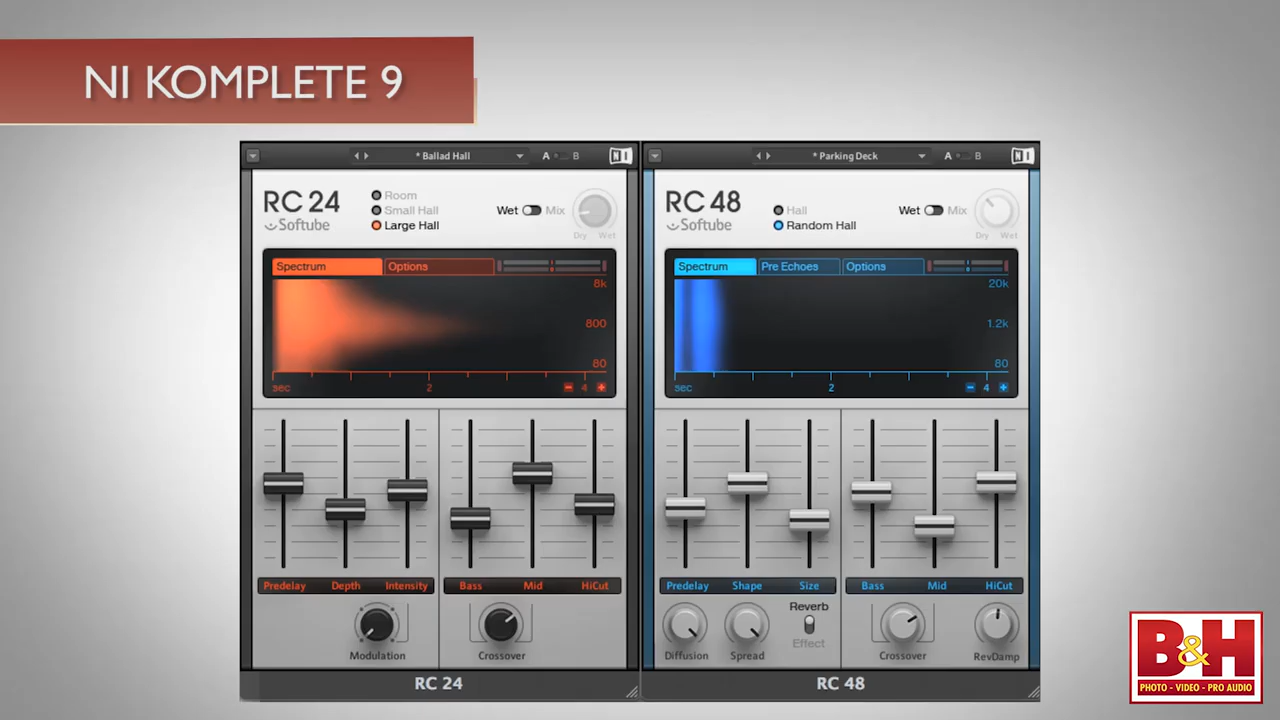 NI KOMPLETE 9
* Ballad Hall
A B
NI
RC 24
Softube
Room
Small Hall
Large Hall
Wet Mix
Dry Wet
Spectrum Options
8k
800
80
sec 2 - 4 +
Predelay Depth Intensity
Bass Mid HiCut
Modulation
Crossover
RC 24
* Parking Deck
A B
NI
RC 48
Softube
Hall
Random Hall
Wet Mix
Dry Wet
Spectrum Pre Echoes Options
20k
1.2k
80
sec 2 - 4 +
Predelay Shape Size
Bass Mid HiCut
Reverb
Effect
Diffusion Spread
Crossover RevDamp
RC 48
B&H
PHOTO - VIDEO - PRO AUDIO